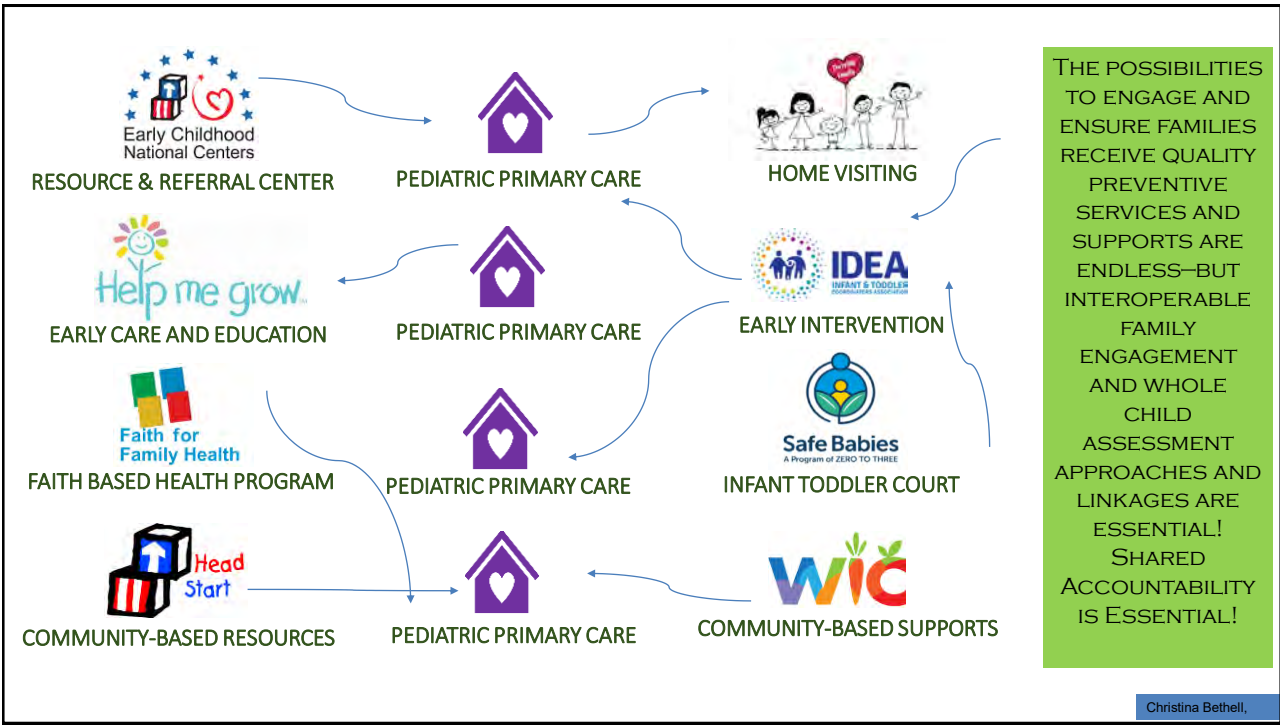 Early Childhood
National Centers
RESOURCE & REFERRAL CENTER
PEDIATRIC PRIMARY CARE
Thriving
Family
HOME VISITING
Help me grow
EARLY CARE AND EDUCATION
PEDIATRIC PRIMARY CARE
IDEA
INFANT & TODDLER
COORDINATORS ASSOCIATION
EARLY INTERVENTION
Faith for
Family Health
FAITH BASED HEALTH PROGRAM
PEDIATRIC PRIMARY CARE
Safe Babies
A Program of ZERO TO THREE
INFANT TODDLER COURT
Head
Start
COMMUNITY-BASED RESOURCES
PEDIATRIC PRIMARY CARE
WIC
COMMUNITY-BASED SUPPORTS
THE POSSIBILITIES
TO ENGAGE AND
ENSURE FAMILIES
RECEIVE QUALITY
PREVENTIVE
SERVICES AND
SUPPORTS ARE
ENDLESS—BUT
INTEROPERABLE
FAMILY
ENGAGEMENT
AND WHOLE
CHILD
ASSESSMENT
APPROACHES AND
LINKAGES ARE
ESSENTIAL!
SHARED
ACCOUNTABILITY
IS ESSENTIAL!
Christina Bethell,